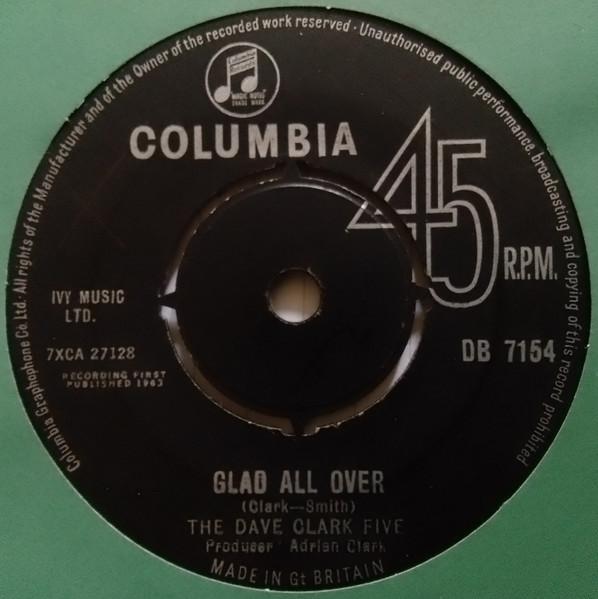 Columbia Graphophone Co. Ltd. All rights of the Manufacturer and of the Owner of the recorded work reserved · Unauthorised public performance, broadcasting and copying of this record prohibited
MAGIC NOTES
TRADE MARK
COLUMBIA
45
R.P.M.
IVY MUSIC
LTD.
7XCA 27128
DB 7154
RECORDING FIRST
PUBLISHED 1963
GLAD ALL OVER
(Clark—Smith)
THE DAVE CLARK FIVE
Producer: Adrian Clark
MADE IN Gt BRITAIN